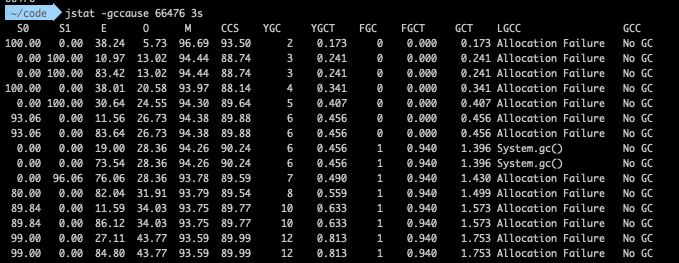 ~/code jstat -gccause 66476 3s
S0 S1 E O M CCS YGC YGCT FGC FGCT GCT LGCC GCC
100.00 0.00 38.24 5.73 96.69 93.50 2 0.173 0 0.000 0.173 Allocation Failure No GC
0.00 100.00 10.97 13.02 94.44 88.74 3 0.241 0 0.000 0.241 Allocation Failure No GC
0.00 100.00 83.42 13.02 94.44 88.74 3 0.241 0 0.000 0.241 Allocation Failure No GC
100.00 0.00 38.01 20.58 93.97 88.14 4 0.341 0 0.000 0.341 Allocation Failure No GC
0.00 100.00 30.64 24.55 94.30 89.64 5 0.407 0 0.000 0.407 Allocation Failure No GC
93.06 0.00 11.56 26.73 94.38 89.88 6 0.456 0 0.000 0.456 Allocation Failure No GC
93.06 0.00 83.64 26.73 94.38 89.88 6 0.456 0 0.000 0.456 Allocation Failure No GC
0.00 0.00 19.00 28.36 94.26 90.24 6 0.456 1 0.940 1.396 System.gc() No GC
0.00 0.00 73.54 28.36 94.26 90.24 6 0.456 1 0.940 1.396 System.gc() No GC
0.00 96.06 76.06 28.36 93.78 89.59 7 0.490 1 0.940 1.430 Allocation Failure No GC
80.00 0.00 82.04 31.91 93.79 89.54 8 0.559 1 0.940 1.499 Allocation Failure No GC
89.84 0.00 11.59 34.03 93.75 89.77 10 0.633 1 0.940 1.573 Allocation Failure No GC
89.84 0.00 86.12 34.03 93.75 89.77 10 0.633 1 0.940 1.573 Allocation Failure No GC
99.00 0.00 27.11 43.77 93.59 89.99 12 0.813 1 0.940 1.753 Allocation Failure No GC
99.00 0.00 84.80 43.77 93.59 89.99 12 0.813 1 0.940 1.753 Allocation Failure No GC